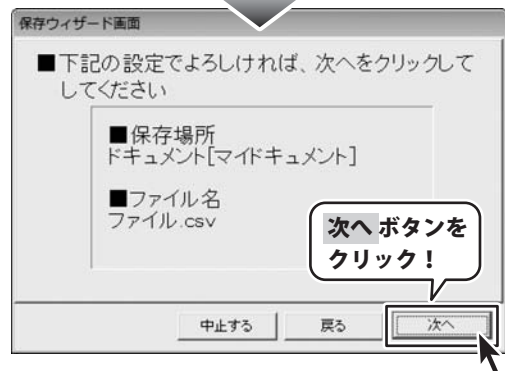 保存ウィザード画面
■下記の設定でよろしければ、次へをクリックして
してください
■保存場所
ドキュメント[マイドキュメント]
■ファイル名
ファイル.csv
次へ ボタンを
クリック！
中止する
戻る
次へ